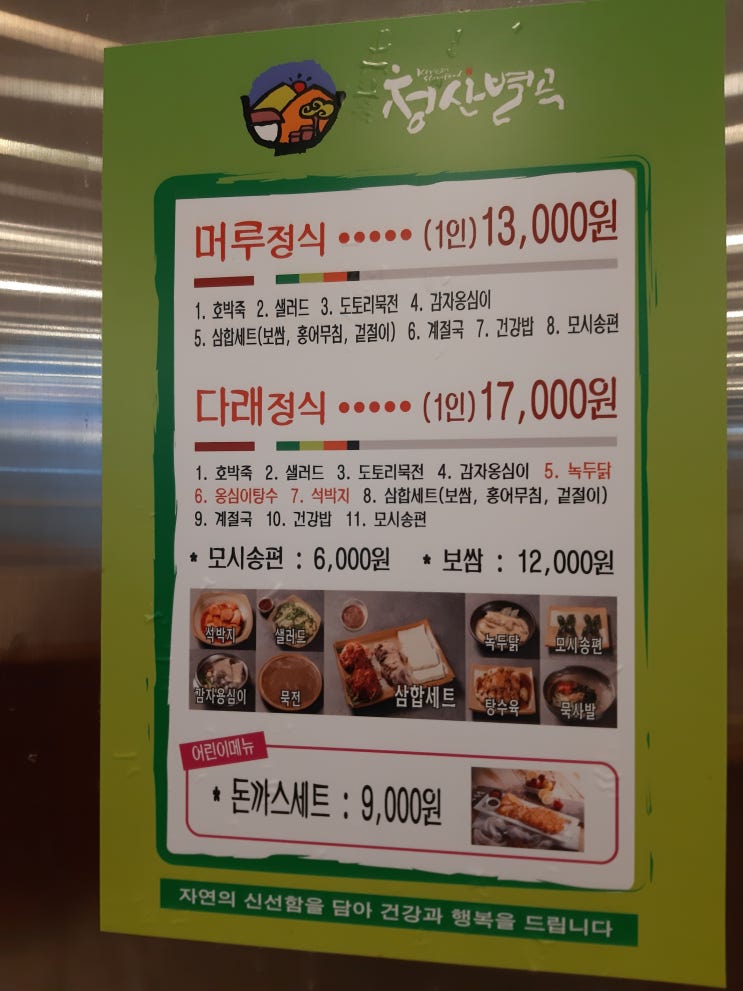 청산별곡
머루정식 ••••• (1인)13,000원
1. 호박죽 2. 샐러드 3. 도토리묵전 4. 감자옹심이
5. 삼합세트(보쌈, 홍어무침, 겉절이) 6. 계절국 7. 건강밥 8. 모시송편
다래정식 ••••• (1인)17,000원
1. 호박죽 2. 샐러드 3. 도토리묵전 4. 감자옹심이 5. 녹두닭
6. 옹심이탕수 7. 석박지 8. 삼합세트(보쌈, 홍어무침, 겉절이)
9. 계절국 10. 건강밥 11. 모시송편
* 모시송편 : 6,000원 * 보쌈 : 12,000원
석박지 샐러드 녹두닭 모시송편
감자옹심이 묵전 삼합세트 탕수육 묵사발
어린이메뉴
* 돈까스세트 : 9,000원
자연의 신선함을 담아 건강과 행복을 드립니다